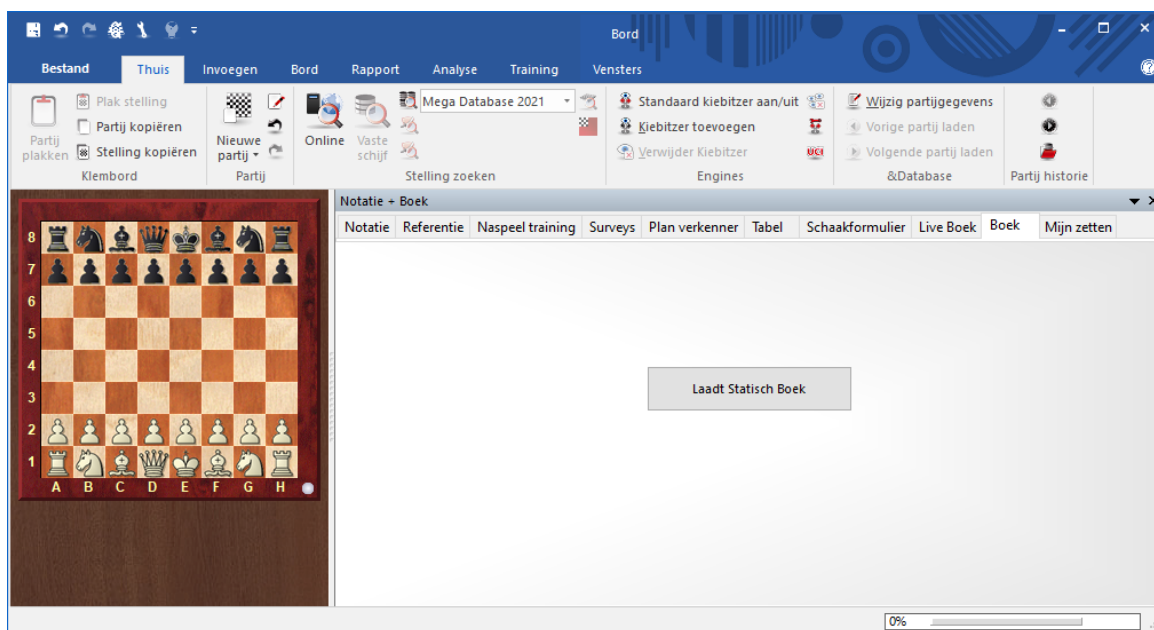 Bord
Bestand Thuis Invoegen Bord Rapport Analyse Training Vensters
Partij plakken
Plak stelling
Partij kopiëren
Stelling kopiëren
Klembord
Nieuwe partij
Partij
Online
Vaste schijf
Mega Database 2021
Stelling zoeken
Standaard kiebitzer aan/uit
Kiebitzer toevoegen
Verwijder Kiebitzer
UCI
Engines
Wijzig partijgegevens
Vorige partij laden
Volgende partij laden
&Database
Partij historie
Notatie + Boek
Notatie Referentie Naspeel training Surveys Plan verkenner Tabel Schaakformulier Live Boek Boek Mijn zetten
8
7
6
5
4
3
2
1
A B C D E F G H
Laadt Statisch Boek
0%